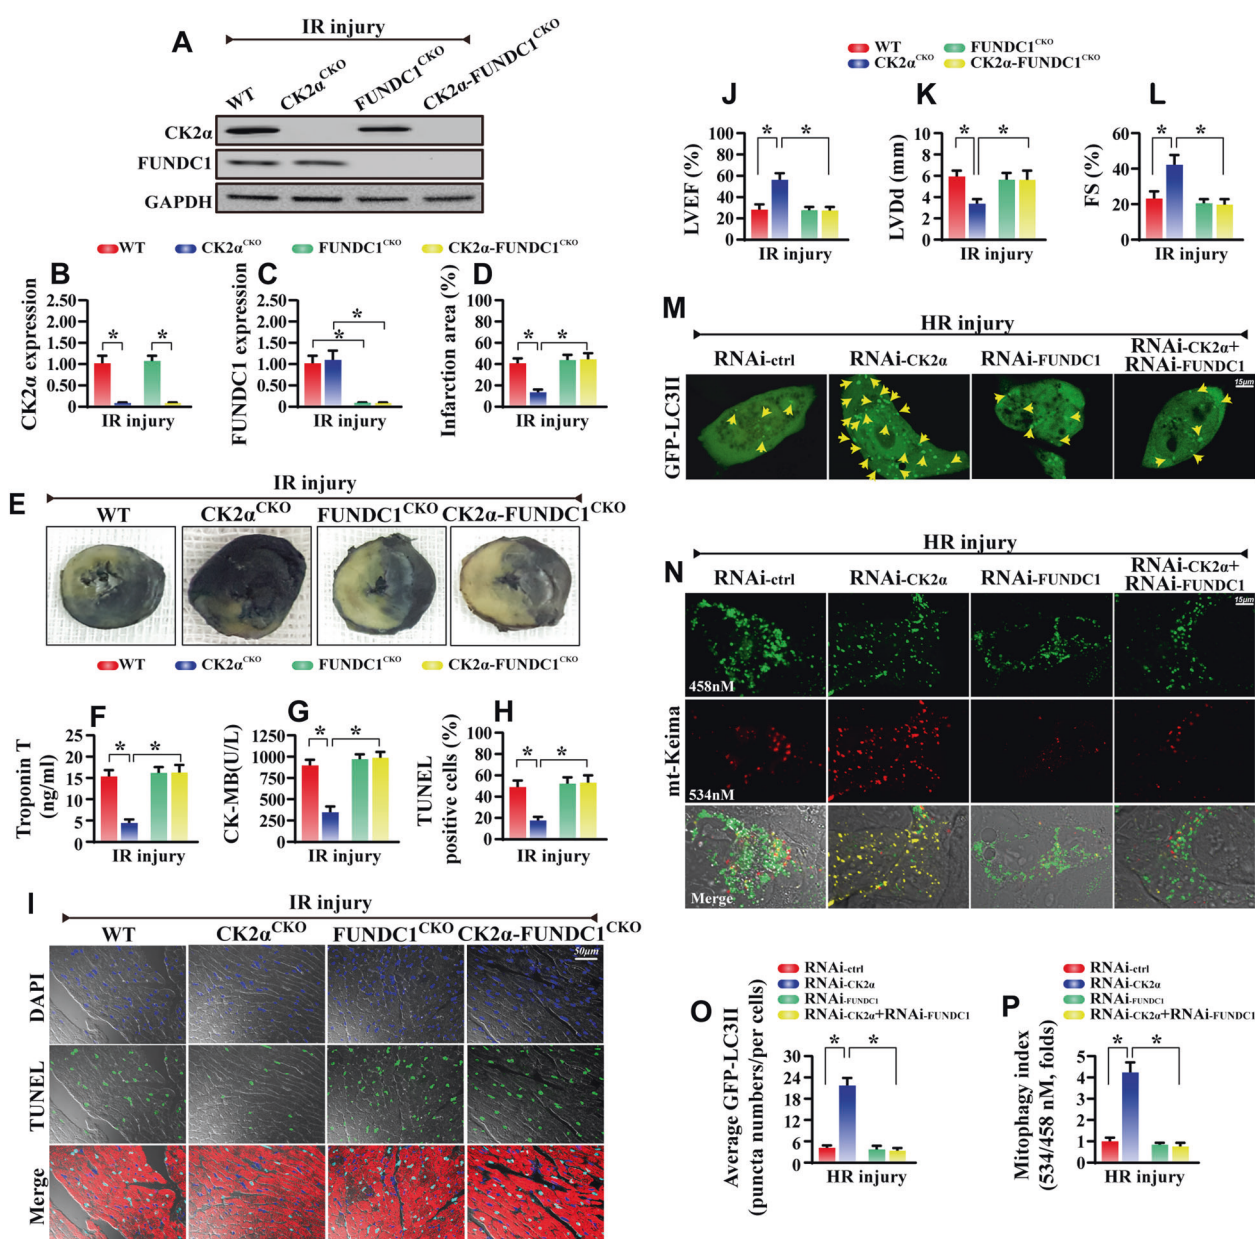 A
IR injury
WT
CK2α^CKO
FUNDC1^CKO
CK2α-FUNDC1^CKO
CK2α
FUNDC1
GAPDH
WT CK2α^CKO FUNDC1^CKO CK2α-FUNDC1^CKO
B
CK2α expression
2.50
2.00
1.50
1.00
0.50
0
* *
IR injury
C
FUNDC1 expression
2.50
2.00
1.50
1.00
0.50
0
*
*
IR injury
D
Infarction area (%)
100
80
60
40
20
0
* *
IR injury
E
IR injury
WT CK2α^CKO FUNDC1^CKO CK2α-FUNDC1^CKO
WT CK2α^CKO FUNDC1^CKO CK2α-FUNDC1^CKO
F
Troponin T
(ng/ml)
25
20
15
10
5
0
* *
IR injury
G
CK-MB(U/L)
1250
1000
750
500
250
0
* *
IR injury
H
TUNEL
positive cells (%)
100
80
60
40
20
0
* *
IR injury
I
IR injury
WT CK2α^CKO FUNDC1^CKO CK2α-FUNDC1^CKO
50μm
DAPI
TUNEL
Merge
WT FUNDC1^CKO
CK2α^CKO CK2α-FUNDC1^CKO
J
LVEF (%)
100
80
60
40
20
0
* *
IR injury
K
LVDd (mm)
10
8
6
4
2
0
* *
IR injury
L
FS (%)
60
40
20
0
* *
IR injury
M
HR injury
RNAi-ctrl RNAi-CK2α RNAi-FUNDC1 RNAi-CK2α+
RNAi-FUNDC1
15μm
GFP-LC3II
N
HR injury
RNAi-ctrl RNAi-CK2α RNAi-FUNDC1 RNAi-CK2α+
RNAi-FUNDC1
15μm
mt-Keima
458nM
534nM
Merge
O
RNAi-ctrl
RNAi-CK2α
RNAi-FUNDC1
RNAi-CK2α+RNAi-FUNDC1
Average GFP-LC3II
(puncta numbers/per cells)
30
24
18
12
6
0
* *
HR injury
P
RNAi-ctrl
RNAi-CK2α
RNAi-FUNDC1
RNAi-CK2α+RNAi-FUNDC1
Mitophagy index
(534/458 nM, folds)
5
4
3
2
1
0
* *
HR injury